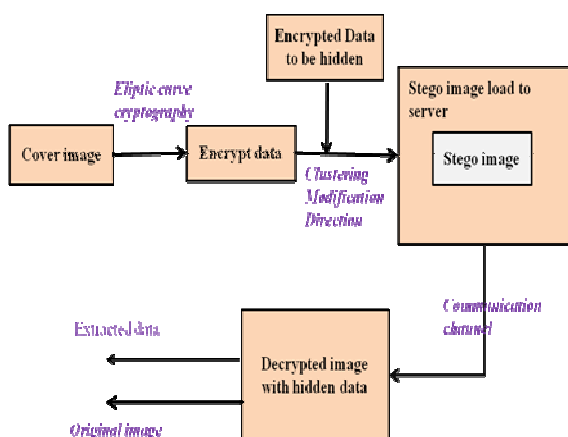 Encrypted Data
to be hidden
Eliptic curve
cryptography
Stego image load to
server
Cover image
Encrypt data
Stego image
Clustering
Modification
Direction
Communication
channel
Extracted data
Decrypted image
with hidden data
Original image